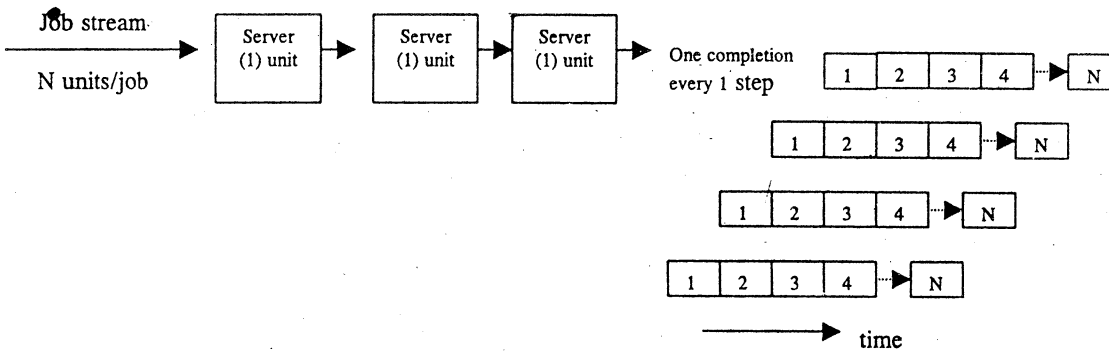 Job stream
N units/job
Server
(1) unit
Server
(1) unit
Server
(1) unit
One completion
every 1 step
1 2 3 4 N
1 2 3 4 N
1 2 3 4 N
1 2 3 4 N
time